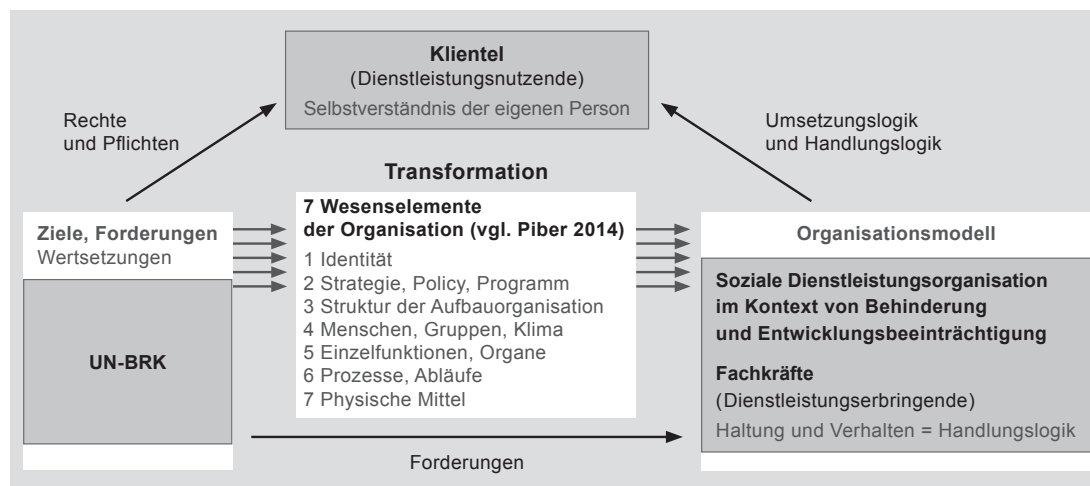 Klientel
(Dienstleistungsnutzende)
Selbstverständnis der eigenen Person
Rechte
und Pflichten
Umsetzungslogik
und Handlungslogik
Transformation
Ziele, Forderungen
Wertsetzungen
UN-BRK
7 Wesenselemente
der Organisation (vgl. Piber 2014)
1 Identität
2 Strategie, Policy, Programm
3 Struktur der Aufbauorganisation
4 Menschen, Gruppen, Klima
5 Einzelfunktionen, Organe
6 Prozesse, Abläufe
7 Physische Mittel
Organisationsmodell
Soziale Dienstleistungsorganisation
im Kontext von Behinderung
und Entwicklungsbeeinträchtigung
Fachkräfte
(Dienstleistungserbringende)
Haltung und Verhalten = Handlungslogik
Forderungen